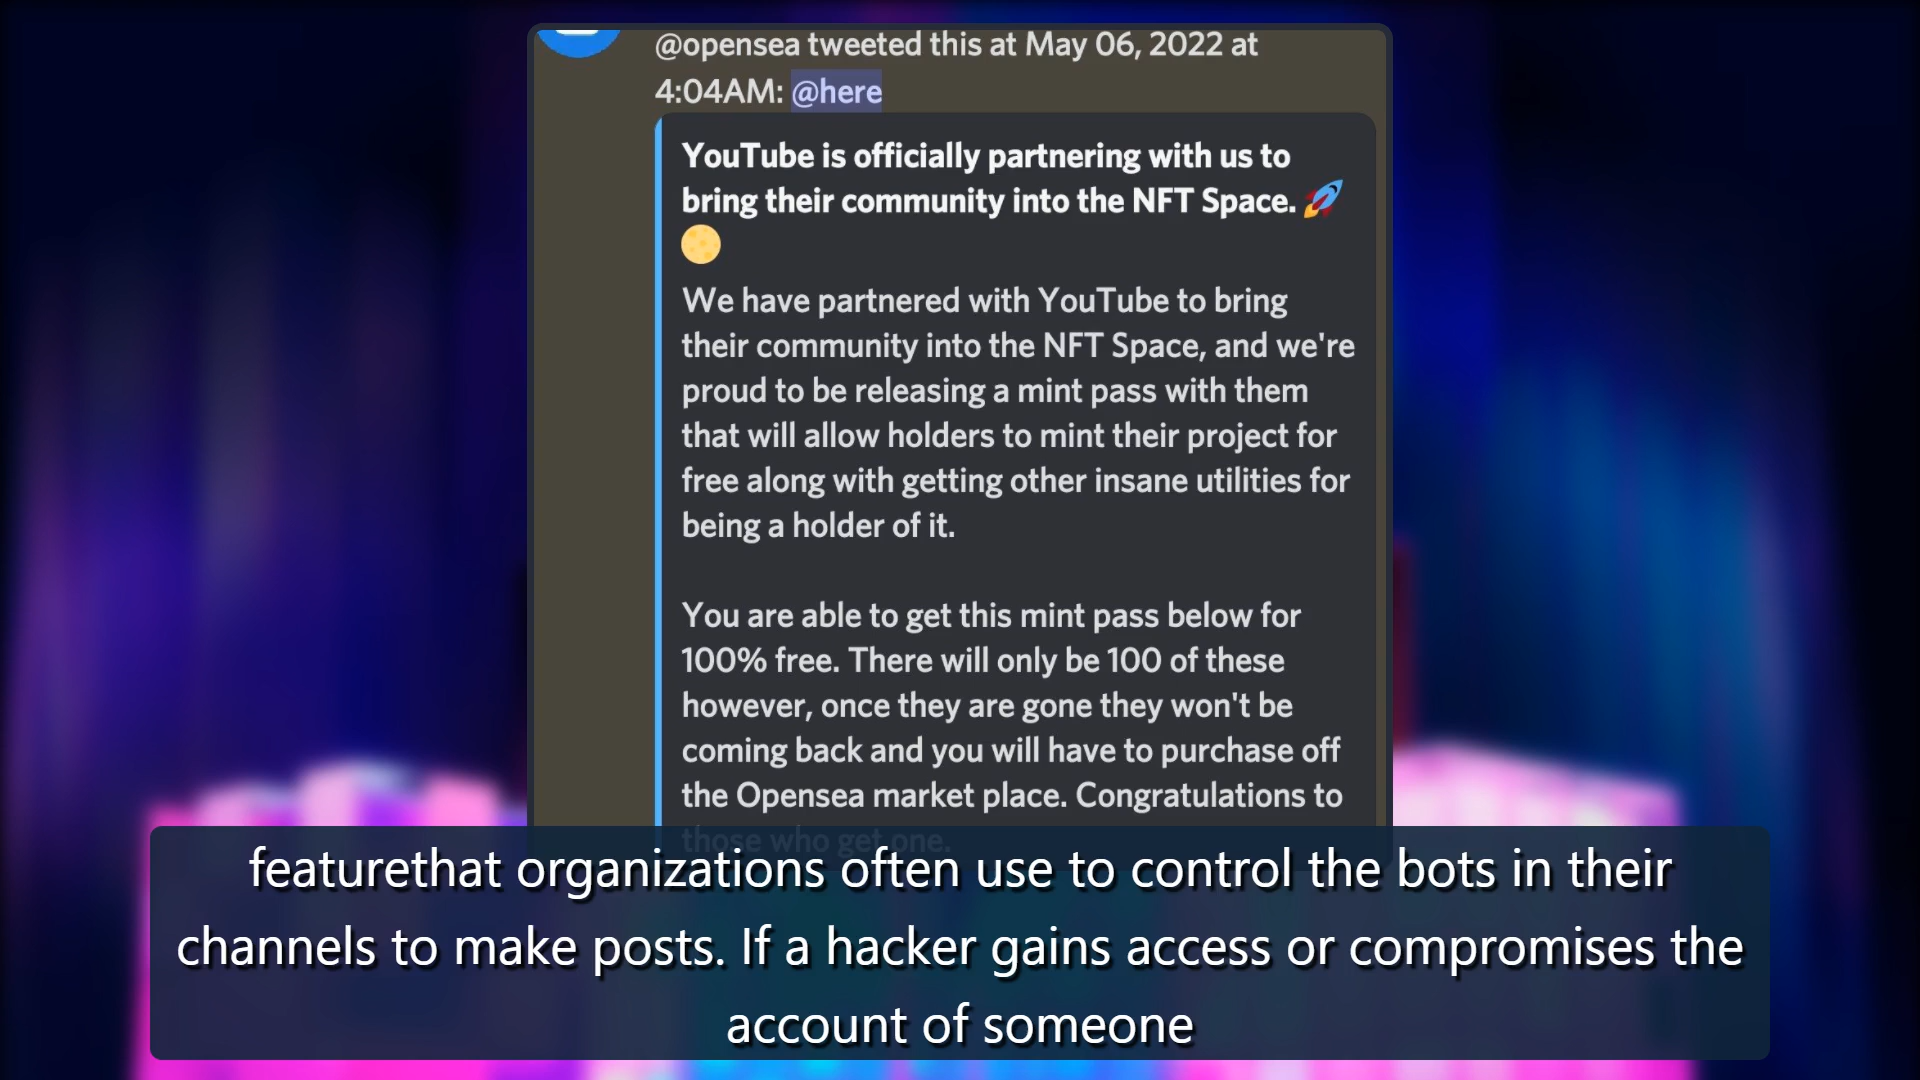 @opensea tweeted this at May 06, 2022 at
4:04AM: @here
YouTube is officially partnering with us to
bring their community into the NFT Space. 🚀
🌕
We have partnered with YouTube to bring
their community into the NFT Space, and we're
proud to be releasing a mint pass with them
that will allow holders to mint their project for
free along with getting other insane utilities for
being a holder of it.
You are able to get this mint pass below for
100% free. There will only be 100 of these
however, once they are gone they won't be
coming back and you will have to purchase off
the Opensea market place. Congratulations to
those who get one.
featurethat organizations often use to control the bots in their
channels to make posts. If a hacker gains access or compromises the
account of someone